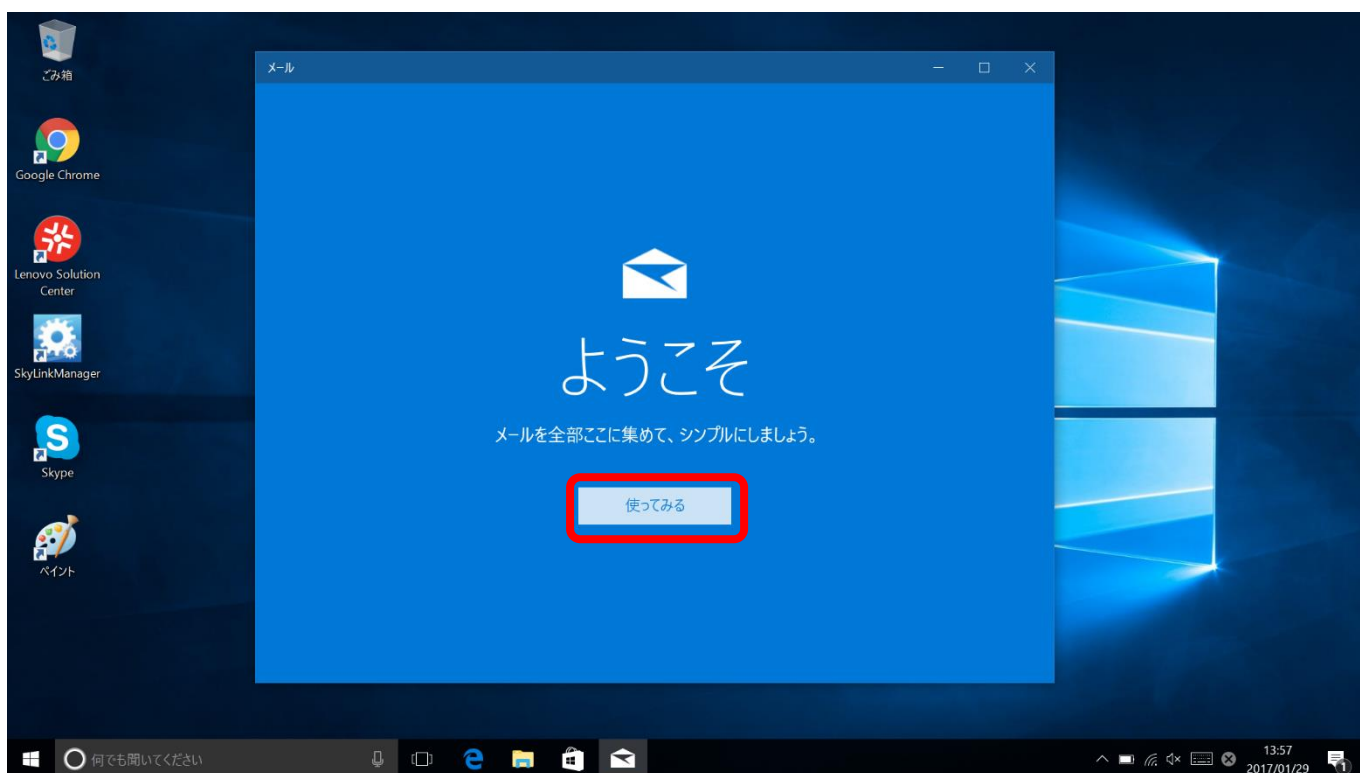 ごみ箱
Google Chrome
Lenovo Solution
Center
SkyLinkManager
Skype
ペイント
メール
ようこそ
メールを全部ここに集めて、シンプルにしましょう。
使ってみる
何でも聞いてください
13:57
2017/01/29
1